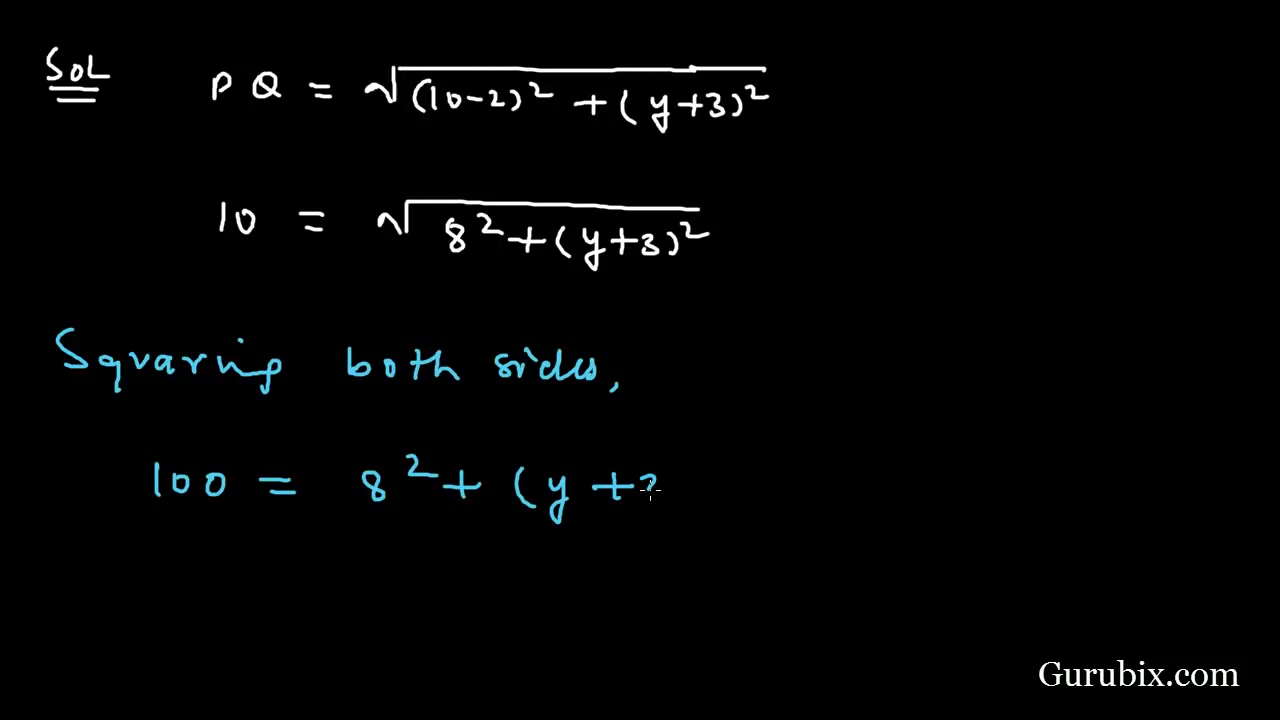 SOL
PQ = √(10-2)² + (y+3)²
10 = √8² + (y+3)²
Squaring both sides,
100 = 8² + (y +
Gurubix.com